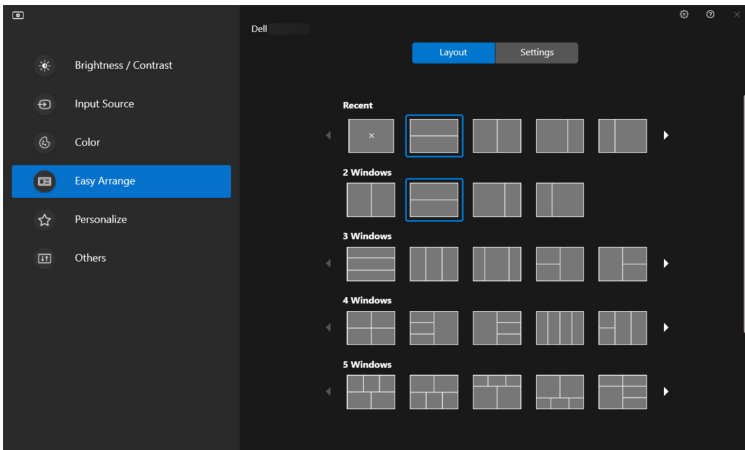 Dell
Layout
Settings
Brightness / Contrast
Input Source
Color
Easy Arrange
Personalize
Others
Recent
2 Windows
3 Windows
4 Windows
5 Windows